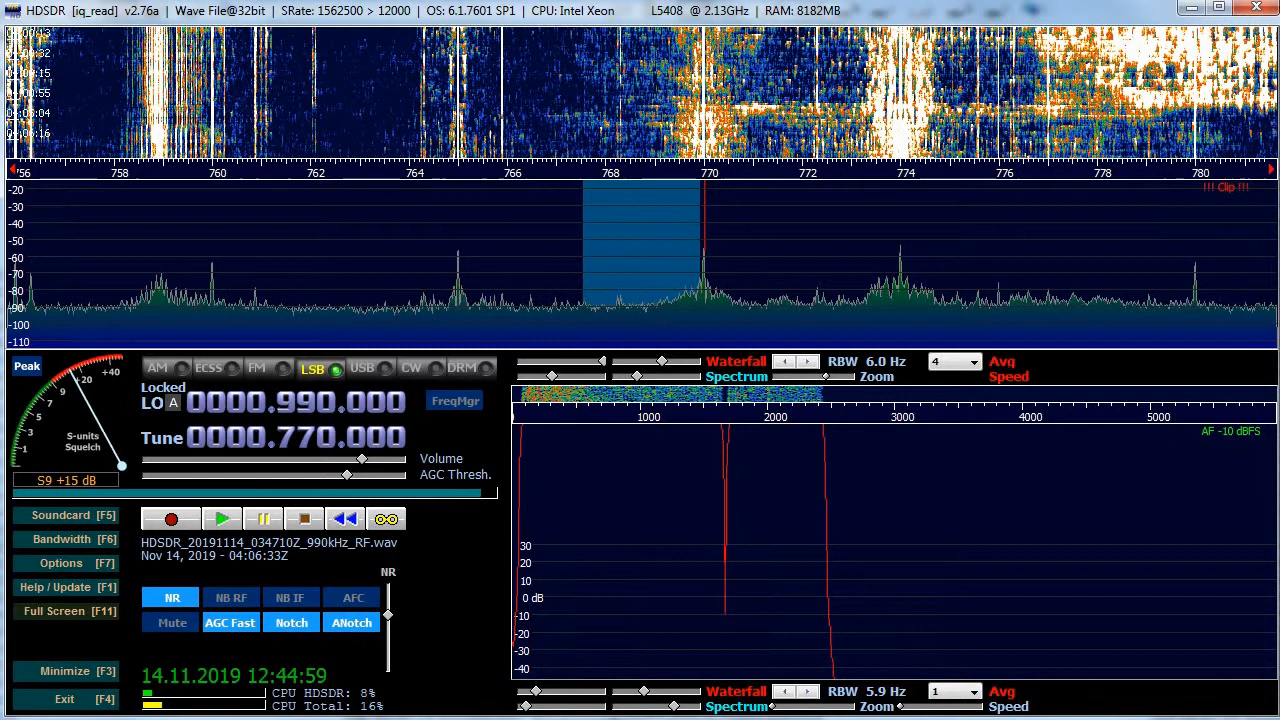 HDSDR [iq_read] v2.76a | Wave File@32bit | SRate: 1562500 > 12000 | OS: 6.1.7601 SP1 | CPU: Intel Xeon L5408 @ 2.13GHz | RAM: 8182MB
756 758 760 762 764 766 768 770 772 774 776 778 780
!!! Clip !!!
-20
-30
-40
-50
-60
-70
-80
-90
-100
-110
Peak
1 3 5 7 9 +20 +40
S-units
Squelch
S9 +15 dB
AM ECSS FM LSB USB CW DRM
Locked
LO A 0000.990.000 FreqMgr
Tune 0000.770.000
Volume
AGC Thresh.
Waterfall RBW 6.0 Hz 4 Avg
Spectrum Zoom Speed
1000 2000 3000 4000 5000
AF -10 dBFS
30
20
10
0 dB
-10
-20
-30
-40
Soundcard [F5]
Bandwidth [F6]
Options [F7]
Help / Update [F1]
Full Screen [F11]
Minimize [F3]
Exit [F4]
HDSDR_20191114_034710Z_990kHz_RF.wav
Nov 14, 2019 - 04:06:33Z
NR
NR NB RF NB IF AFC
Mute AGC Fast Notch ANotch
14.11.2019 12:44:59
CPU HDSDR: 8%
CPU Total: 16%
Waterfall RBW 5.9 Hz 1 Avg
Spectrum Zoom Speed